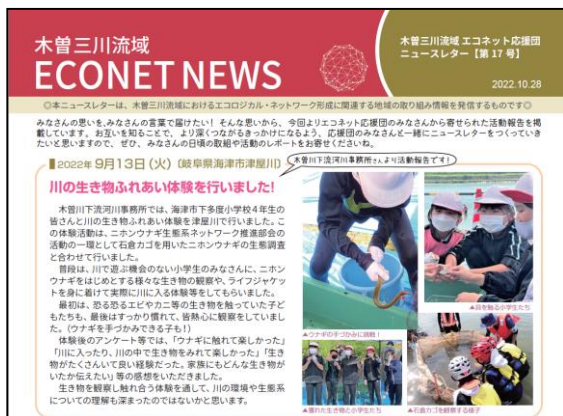 木曽三川流域
ECONET NEWS
木曽三川流域 エコネット応援団
ニュースレター【第17号】
2022.10.28
◎本ニュースレターは、木曽三川流域におけるエコロジカル・ネットワーク形成に関連する地域の取り組み情報を発信するものです◎
みなさんの思いを、みなさんの言葉で届けたい! そんな思いから、今回よりエコネット応援団のみなさんから寄せられた活動報告を掲
載しています。お互いを知ることで、より深くつながるきっかけになるよう、応援団のみなさんと一緒にニュースレターをつくっていき
たいと思いますので、ぜひ、みなさんの日頃の取組や活動のレポートをお寄せくださいね。
2022年 9月13日(火)(岐阜県海津市津屋川)
木曽川下流河川事務所さんより活動報告です!
川の生き物ふれあい体験を行いました!
木曽川下流河川事務所では、海津市下多度小学校4年生の
皆さんと川の生き物ふれあい体験を津屋川で行いました。こ
の体験活動は、ニホンウナギ生態系ネットワーク推進部会の
活動の一環として石倉カゴを用いたニホンウナギの生態調査
と合わせて行いました。
普段は、川で遊ぶ機会のない小学生のみなさんに、ニホン
ウナギをはじめとする様々な生き物の観察や、ライフジャケッ
トを身に着けて実際に川に入る体験等をしてもらいました。
最初は、恐る恐るエビやカニ等の生き物を触っていた子ど
もたちも、最後はすっかり慣れて、皆熱心に観察をしていまし
た。(ウナギを手づかみできる子も!)
体験後のアンケート等では、「ウナギに触れて楽しかった」
「川に入ったり、川の中で生き物をみれて楽しかった」「生き
物がたくさんいて良い経験だった。家族にもどんな生き物が
いたか伝えたい」等の感想をいただきました。
生き物を観察し触れ合う体験を通して、川の環境や生態系
についての理解も深まったのではないかと思います。
▲ウナギの手づかみに挑戦!
▲魚を触る小学生たち
▲獲れた生き物と小学生たち
▲石倉カゴを観察する様子